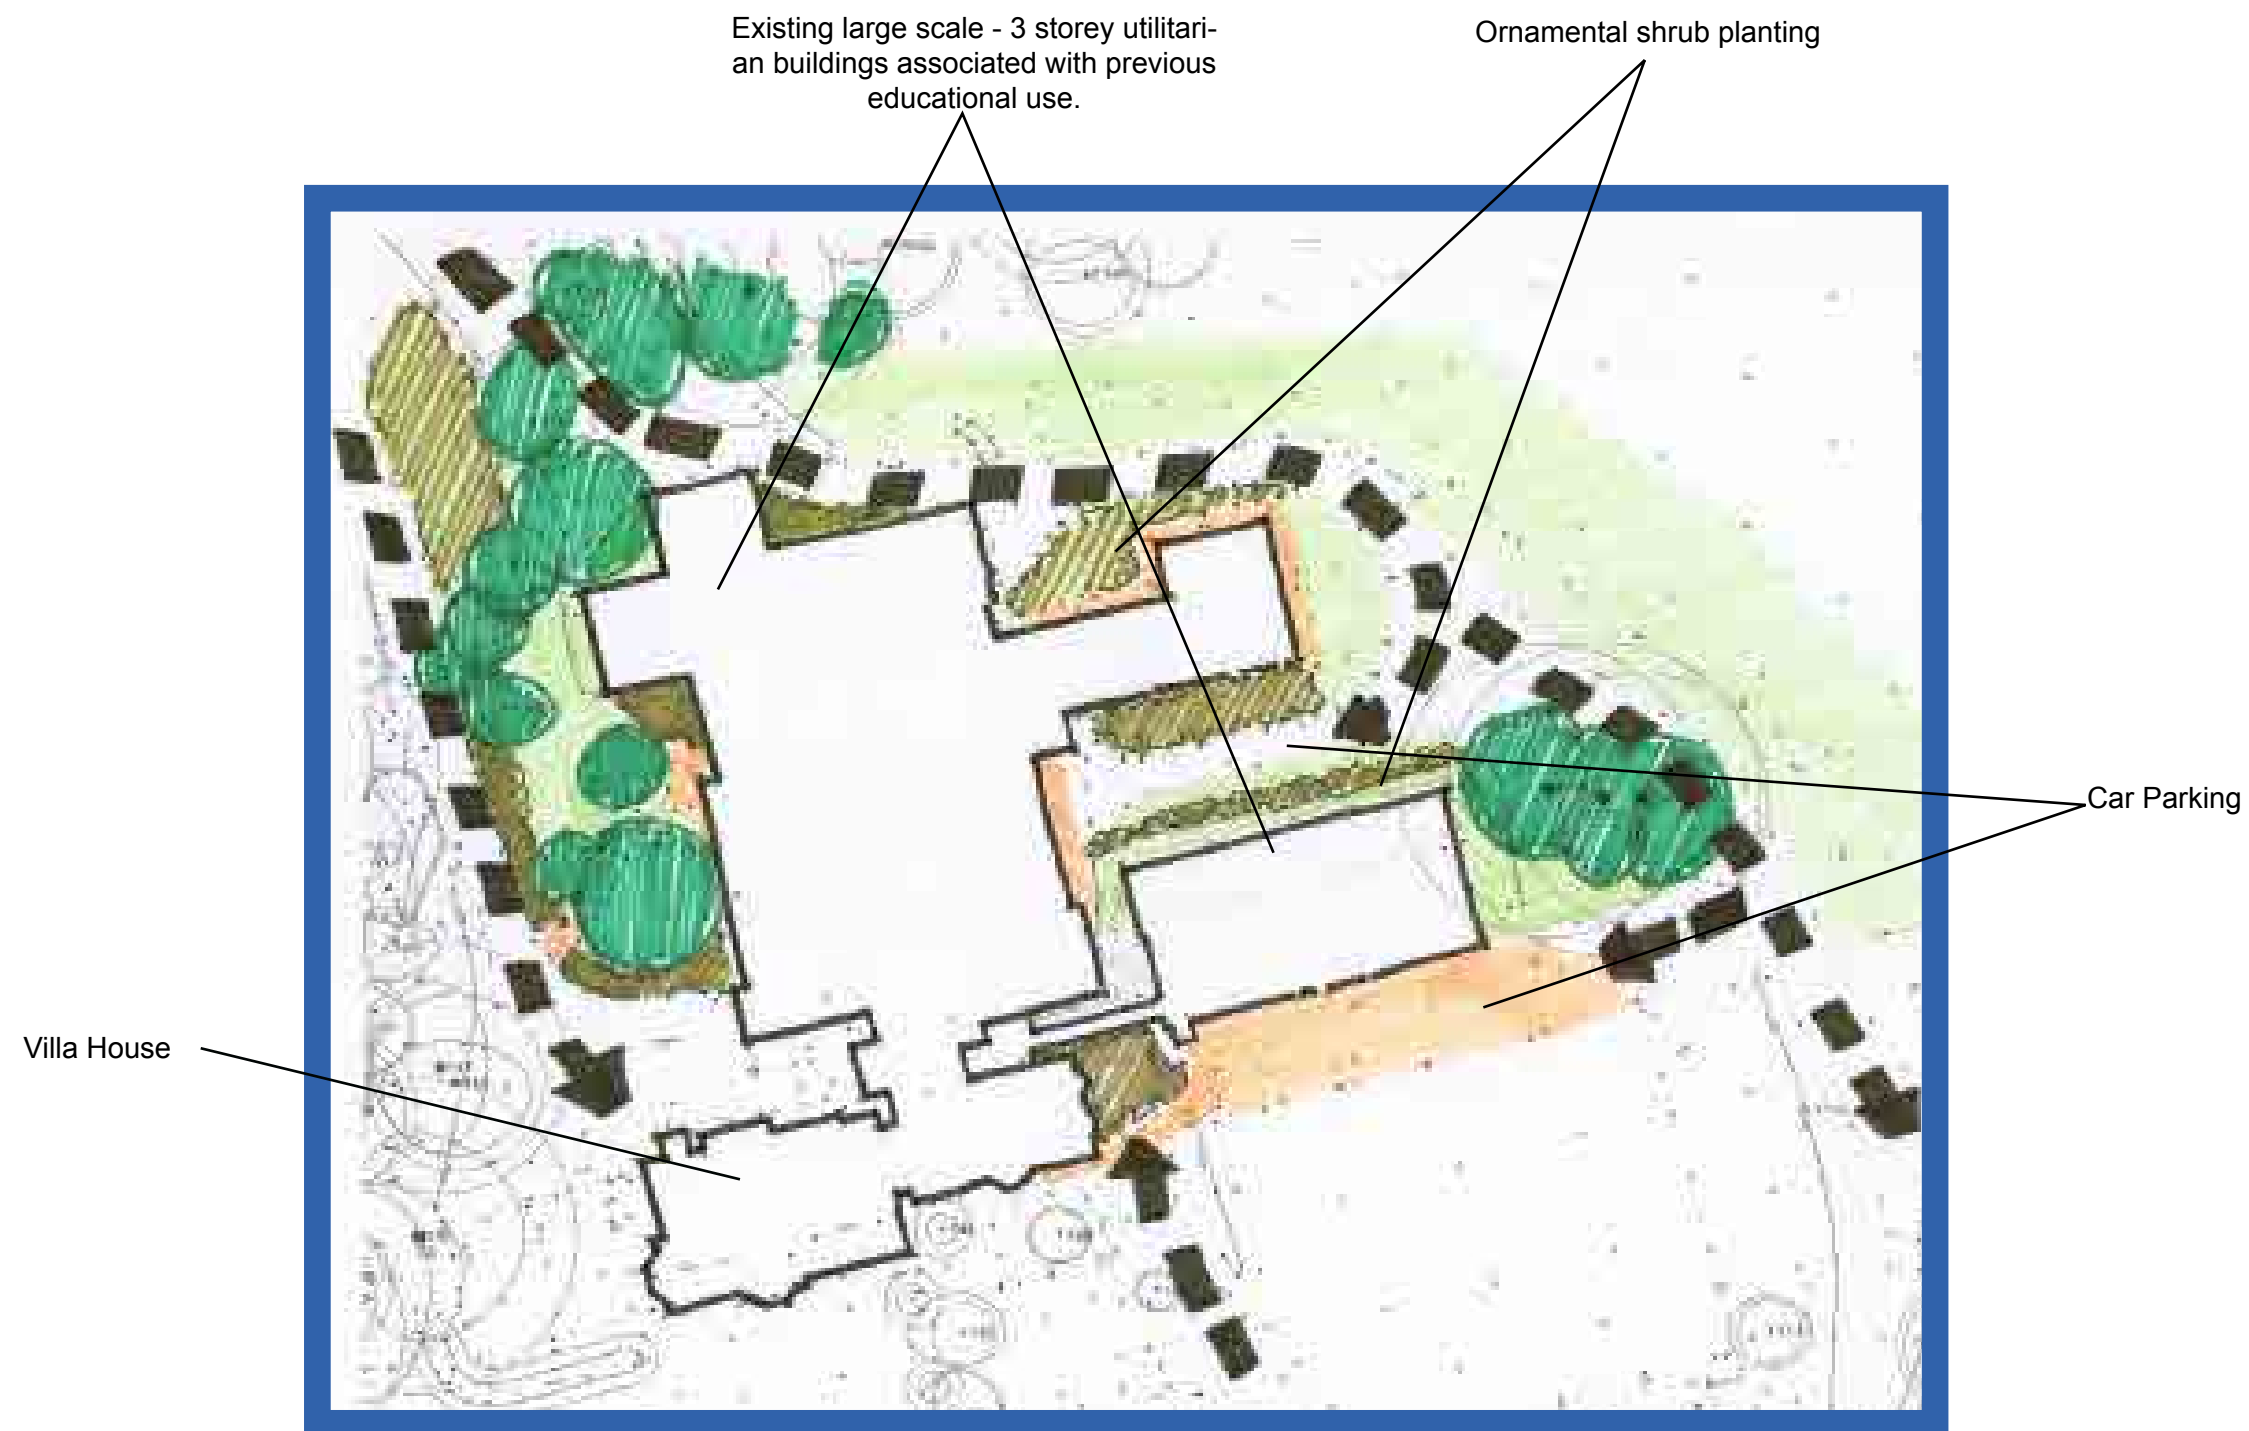 Existing large scale - 3 storey utilitari-
an buildings associated with previous
educational use.
Ornamental shrub planting
Car Parking
Villa House